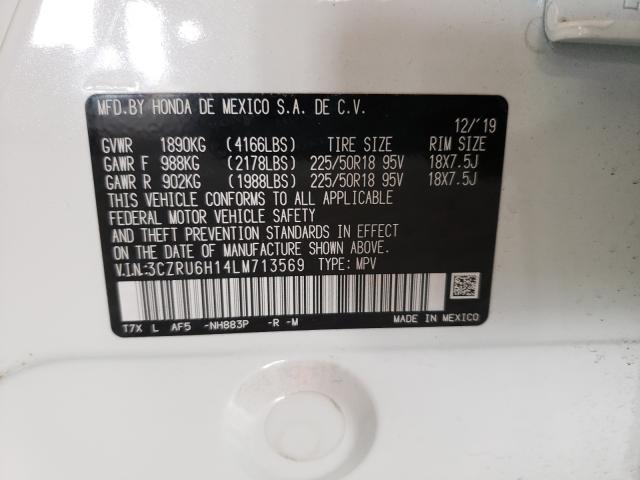 MFD.BY HONDA DE MEXICO S.A. DE C.V.
12/'19
GVWR 1890KG (4166LBS) TIRE SIZE RIM SIZE
GAWR F 988KG (2178LBS) 225/50R18 95V 18X7.5J
GAWR R 902KG (1988LBS) 225/50R18 95V 18X7.5J
THIS VEHICLE CONFORMS TO ALL APPLICABLE
FEDERAL MOTOR VEHICLE SAFETY
AND THEFT PREVENTION STANDARDS IN EFFECT
ON THE DATE OF MANUFACTURE SHOWN ABOVE.
V.I.N:3CZRU6H14LM713569 TYPE: MPV
T7X L AF5 -NH883P -R -M MADE IN MEXICO